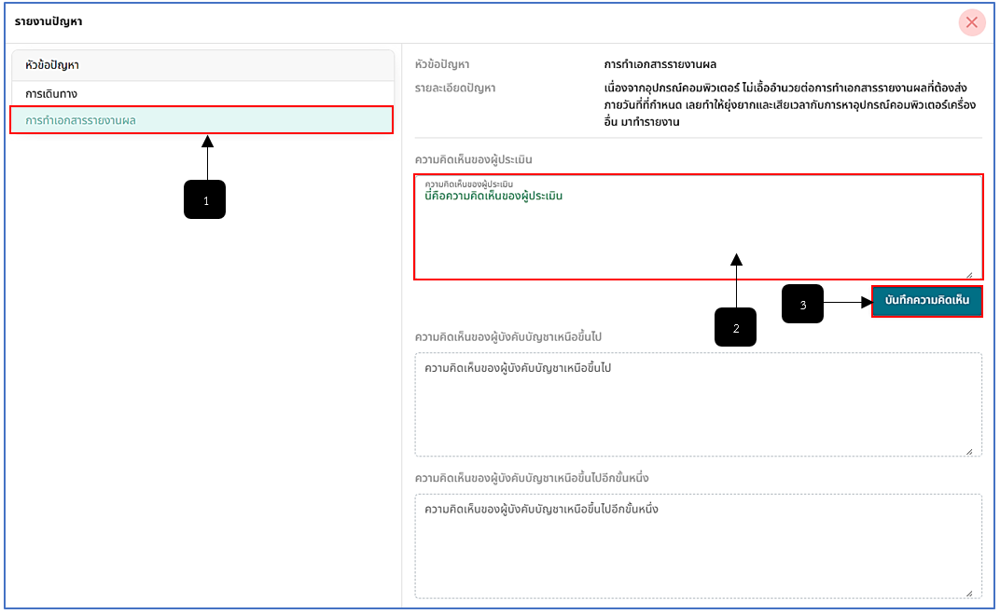 รายงานปัญหา
หัวข้อปัญหา
การเดินทาง
การทำเอกสารรายงานผล
1
หัวข้อปัญหา การทำเอกสารรายงานผล
รายละเอียดปัญหา เนื่องจากอุปกรณ์คอมพิวเตอร์ ไม่เอื้ออำนวยต่อการทำเอกสารรายงานผลที่ต้องส่ง
ภายวันที่ที่กำหนด เลยทำให้ยุ่งยากและเสียเวลากับการหาอุปกรณ์คอมพิวเตอร์เครื่อง
อื่น มาทำรายงาน
ความคิดเห็นของผู้ประเมิน
ความคิดเห็นของผู้ประเมิน
นี่คือความคิดเห็นของผู้ประเมิน
2
3
บันทึกความคิดเห็น
ความคิดเห็นของผู้บังคับบัญชาเหนือขึ้นไป
ความคิดเห็นของผู้บังคับบัญชาเหนือขึ้นไป
ความคิดเห็นของผู้บังคับบัญชาเหนือขึ้นไปอีกชั้นหนึ่ง
ความคิดเห็นของผู้บังคับบัญชาเหนือขึ้นไปอีกชั้นหนึ่ง